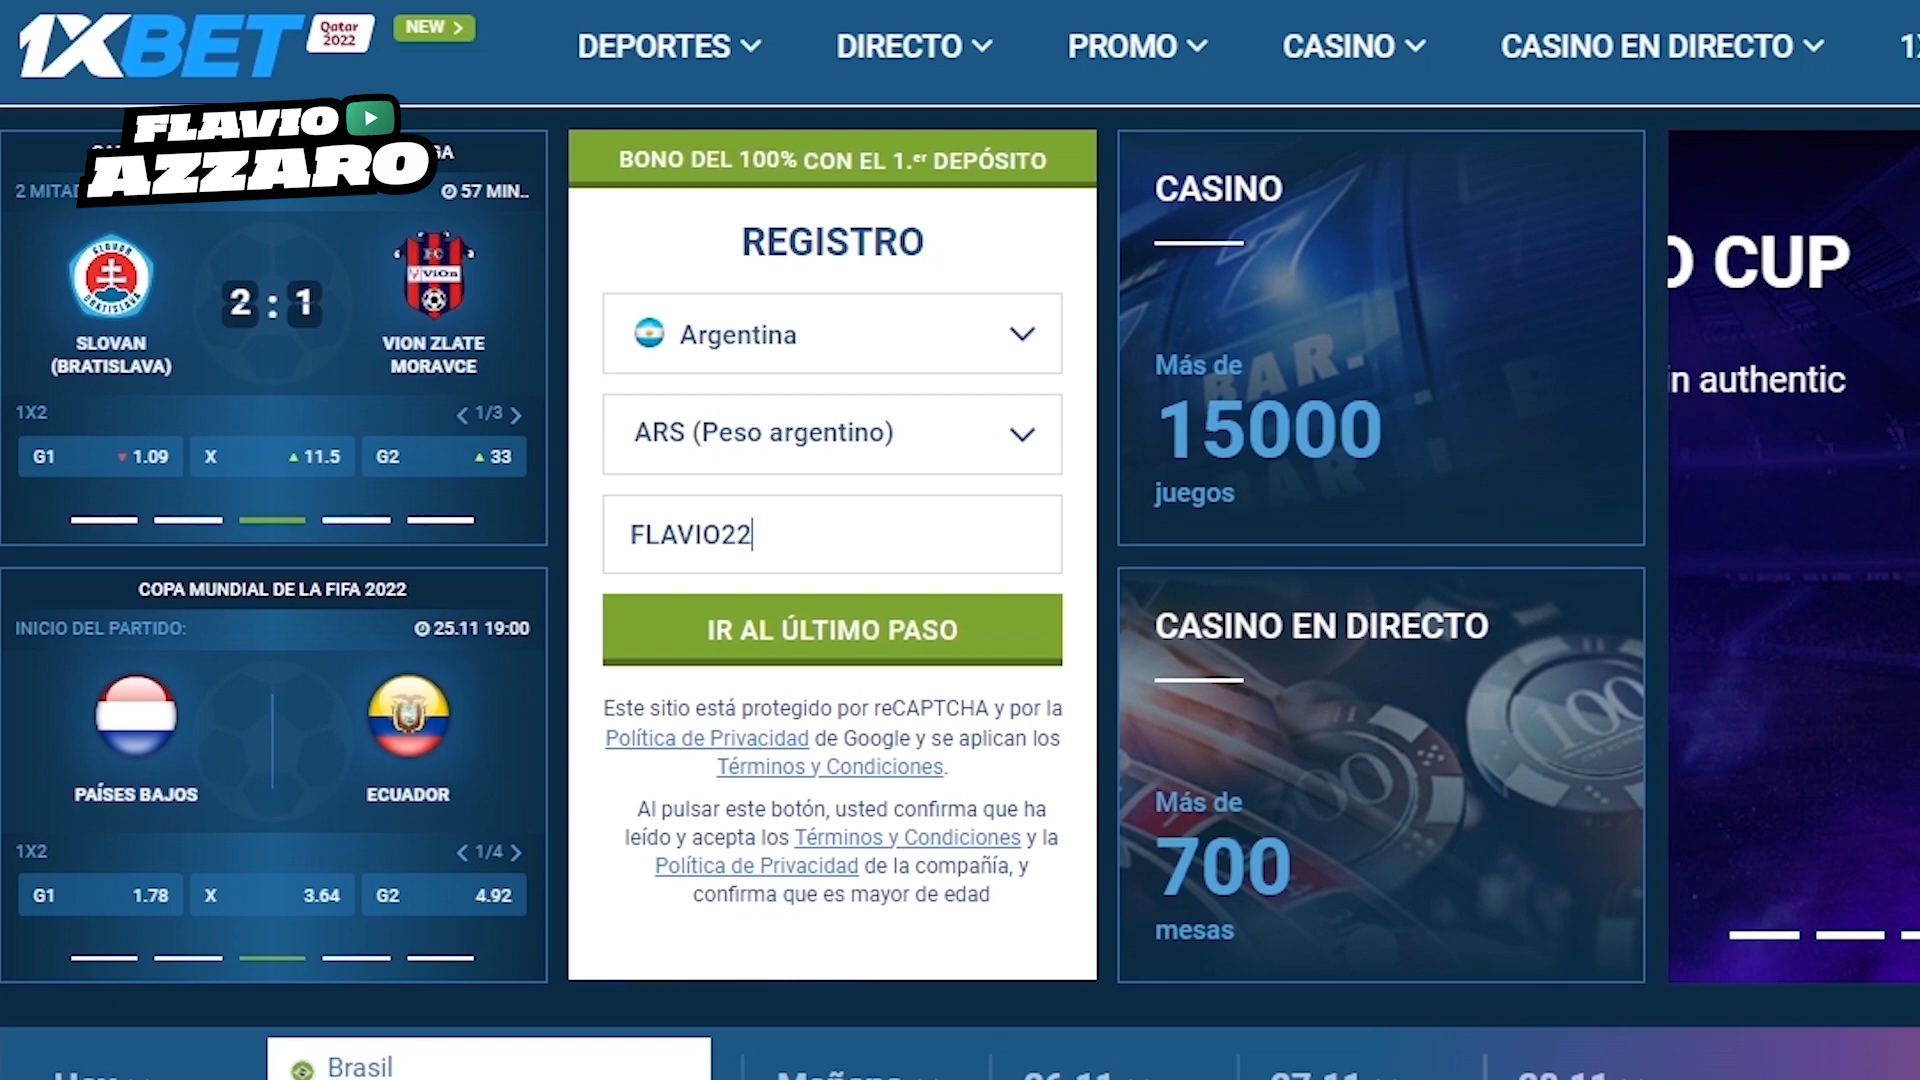 1XBET
Qatar
2022
NEW
DEPORTES
DIRECTO
PROMO
CASINO
CASINO EN DIRECTO
FLAVIO
AZZARO
57 MIN..
SLOVAN
BRATISLAVA
FC
ViOn
2 : 1
SLOVAN
(BRATISLAVA)
VION ZLATE
MORAVCE
1X2
1/3
G1 1.09
X 11.5
G2 33
COPA MUNDIAL DE LA FIFA 2022
INICIO DEL PARTIDO:
25.11 19:00
PAÍSES BAJOS
ECUADOR
1X2
1/4
G1 1.78
X 3.64
G2 4.92
BONO DEL 100% CON EL 1.er DEPÓSITO
REGISTRO
Argentina
ARS (Peso argentino)
FLAVIO22
IR AL ÚLTIMO PASO
Este sitio está protegido por reCAPTCHA y por la
Política de Privacidad de Google y se aplican los
Términos y Condiciones.
Al pulsar este botón, usted confirma que ha
leído y acepta los Términos y Condiciones y la
Política de Privacidad de la compañía, y
confirma que es mayor de edad
CASINO
BAR.
Más de
15000
juegos
CASINO EN DIRECTO
100
Más de
700
mesas
CUP
in authentic
Brasil